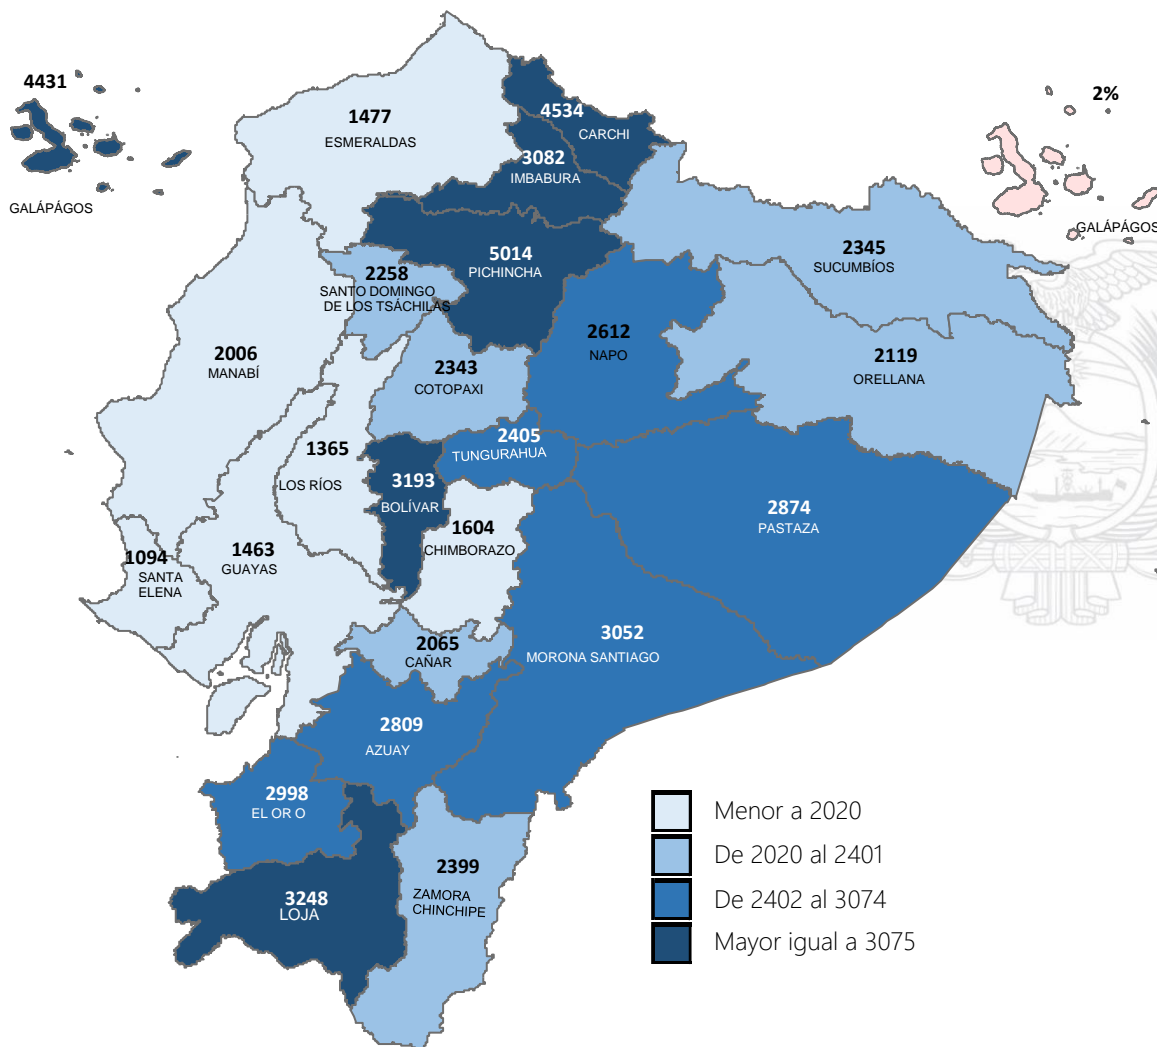 4431
GALÁPÁGOS
2%
GALÁPÁGOS
1477
ESMERALDAS
4534
CARCHI
3082
IMBABURA
5014
PICHINCHA
2345
SUCUMBÍOS
2258
SANTO DOMINGO
DE LOS TSÁCHILAS
2612
NAPO
2006
MANABÍ
2343
COTOPAXI
2119
ORELLANA
2405
TUNGURAHUA
1365
LOS RÍOS
3193
BOLÍVAR
2874
PASTAZA
1604
CHIMBORAZO
1094
SANTA
ELENA
1463
GUAYAS
3052
MORONA SANTIAGO
2065
CAÑAR
2809
AZUAY
2998
EL OR O
2399
ZAMORA
CHINCHIPE
3248
LOJA
Menor a 2020
De 2020 al 2401
De 2402 al 3074
Mayor igual a 3075